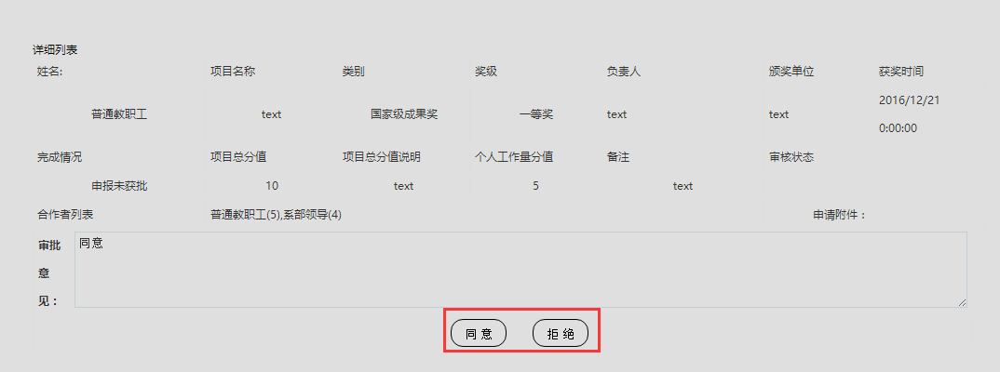 详细列表
姓名: 项目名称 类别 奖级 负责人 颁奖单位 获奖时间
普通教职工 text 国家级成果奖 一等奖 text text 2016/12/21
0:00:00
完成情况 项目总分值 项目总分值说明 个人工作量分值 备注 审核状态
申报未获批 10 text 5 text
合作者列表 普通教职工(5),系部领导(4) 申请附件：
审批
意
见：
同意
同意 拒绝